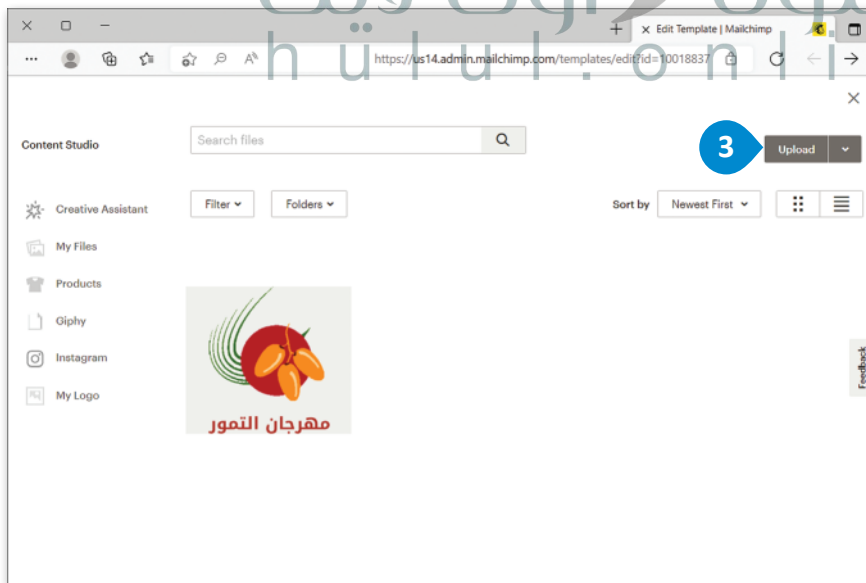 Edit Template | Mailchimp
https://us14.admin.mailchimp.com/templates/edit?id=10018837
hülul.onli
Content Studio
Search files
3
Upload
Creative Assistant
Filter
Folders
Sort by
Newest First
My Files
Products
Giphy
Instagram
My Logo
Feedback
مهرجان التمور